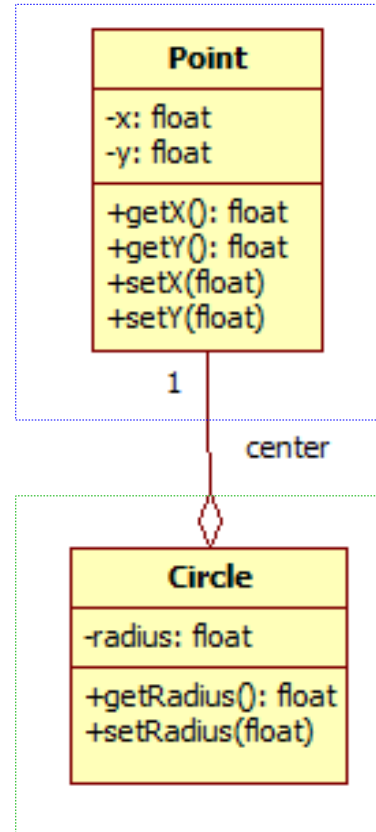 Point
-x: float
-y: float
+getX(): float
+getY(): float
+setX(float)
+setY(float)
1
center
Circle
-radius: float
+getRadius(): float
+setRadius(float)